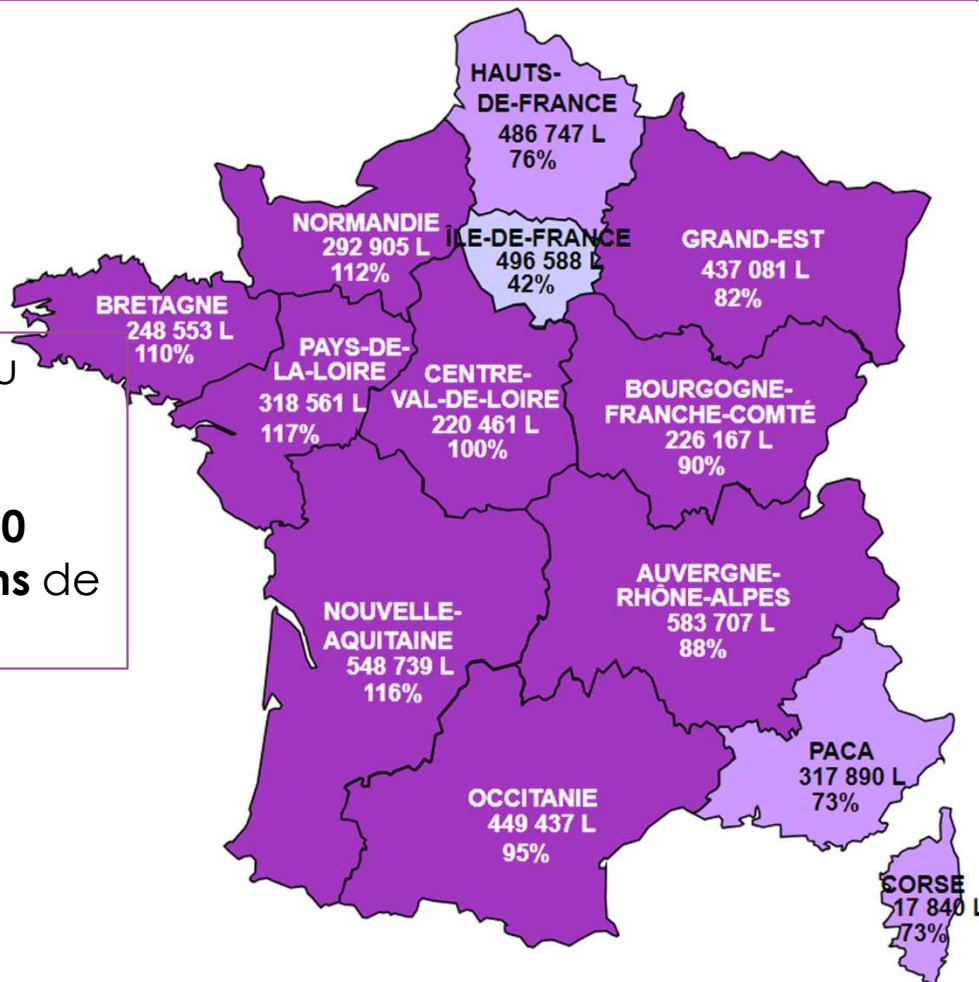 HAUTS-
DE-FRANCE
486 747 L
76%
NORMANDIE
292 905 L
112%
ÎLE-DE-FRANCE
496 588 L
42%
GRAND-EST
437 081 L
82%
BRETAGNE
248 553 L
110%
PAYS-DE-
LA-LOIRE
318 561 L
117%
CENTRE-
VAL-DE-LOIRE
220 461 L
100%
BOURGOGNE-
FRANCHE-COMTÉ
226 167 L
90%
de
NOUVELLE-
AQUITAINE
548 739 L
116%
AUVERGNE-
RHÔNE-ALPES
583 707 L
88%
OCCITANIE
449 437 L
95%
PACA
317 890 L
73%
CORSE
17 840 L
73%